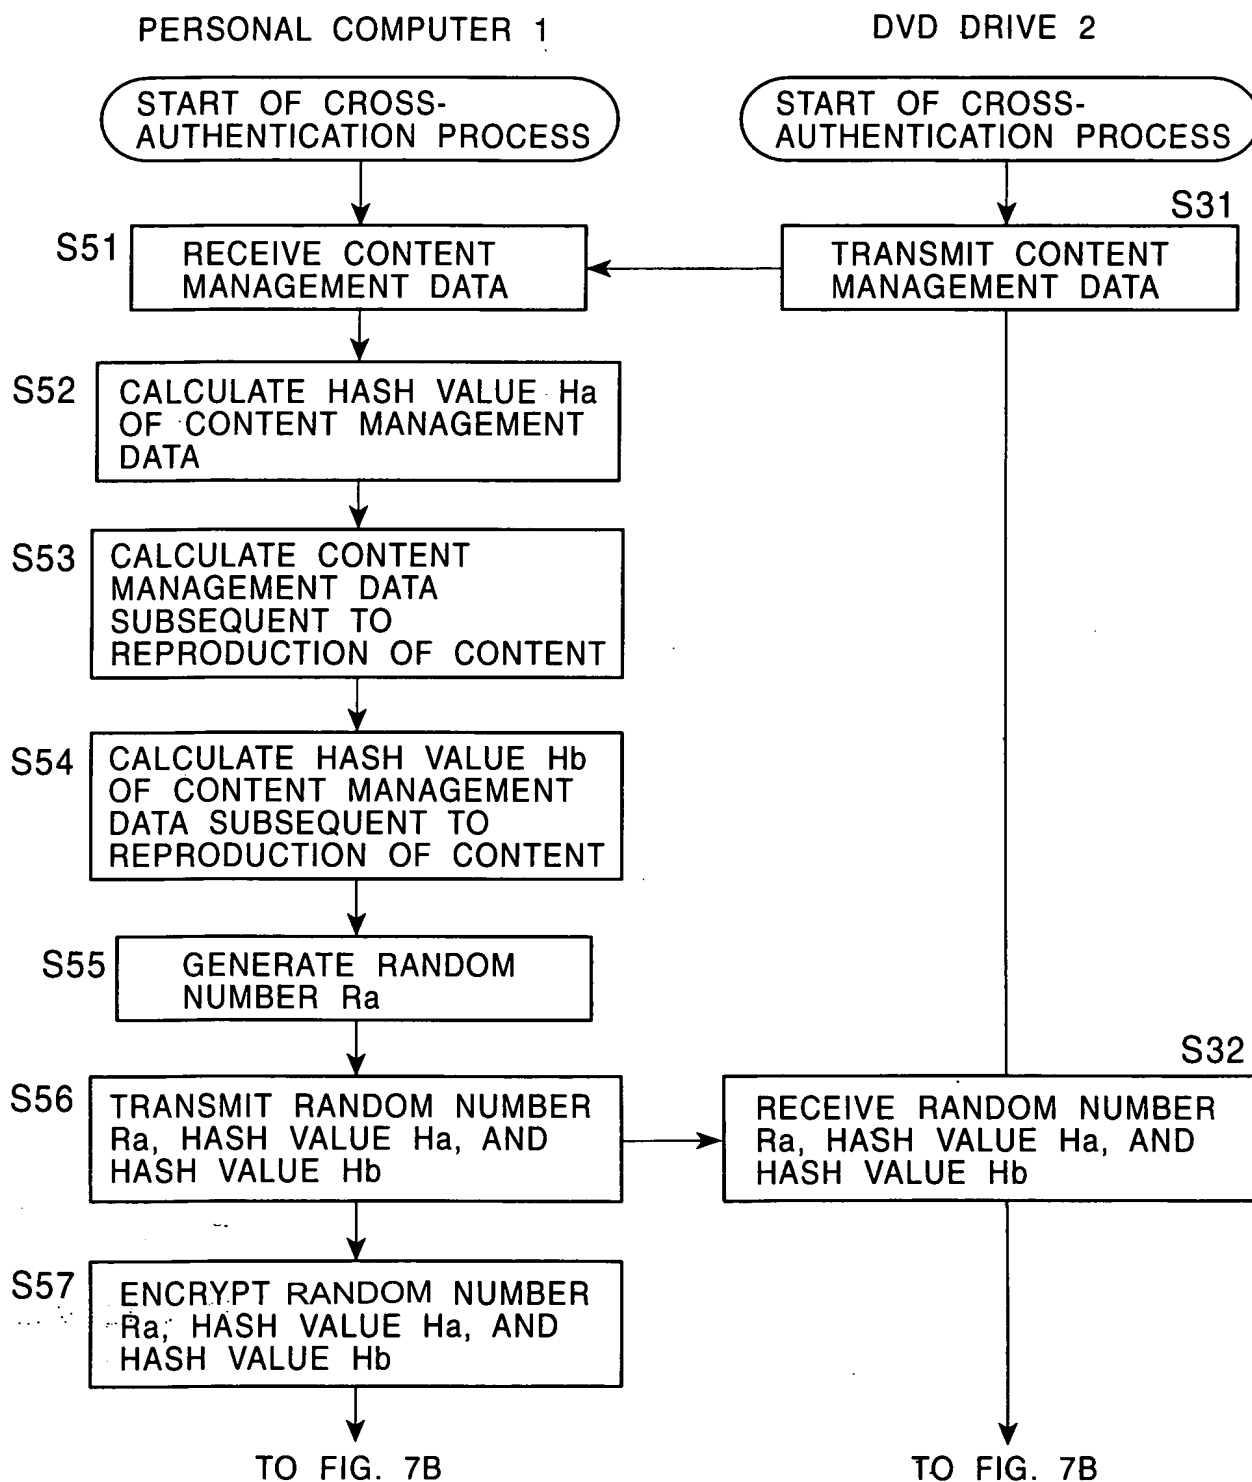 PERSONAL COMPUTER 1
DVD DRIVE 2
START OF CROSS-
AUTHENTICATION PROCESS
START OF CROSS-
AUTHENTICATION PROCESS
S51
RECEIVE CONTENT
MANAGEMENT DATA
S31
TRANSMIT CONTENT
MANAGEMENT DATA
S52
CALCULATE HASH VALUE Ha
OF CONTENT MANAGEMENT
DATA
S53
CALCULATE CONTENT
MANAGEMENT DATA
SUBSEQUENT TO
REPRODUCTION OF CONTENT
S54
CALCULATE HASH VALUE Hb
OF CONTENT MANAGEMENT
DATA SUBSEQUENT TO
REPRODUCTION OF CONTENT
S55
GENERATE RANDOM
NUMBER Ra
S56
TRANSMIT RANDOM NUMBER
Ra, HASH VALUE Ha, AND
HASH VALUE Hb
S32
RECEIVE RANDOM NUMBER
Ra, HASH VALUE Ha, AND
HASH VALUE Hb
S57
ENCRYPT RANDOM NUMBER
Ra, HASH VALUE Ha, AND
HASH VALUE Hb
TO FIG. 7B
TO FIG. 7B